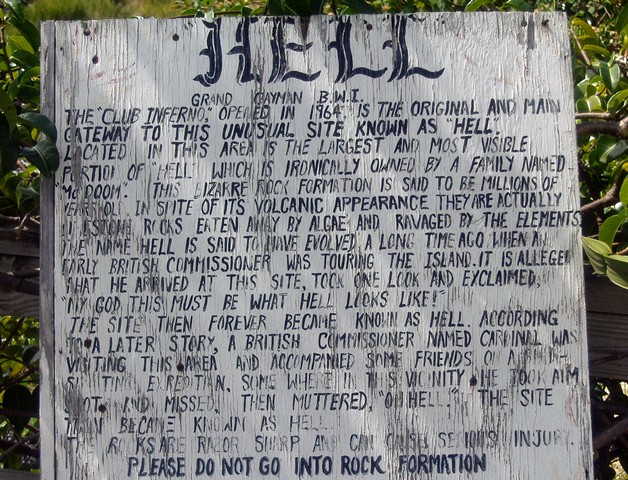 "HELL"
GRAND CAYMAN B.W.I.
THE "CLUB INFERNO," OPENED IN 1964, IS THE ORIGINAL AND MAIN
GATEWAY TO THIS UNUSUAL SITE KNOWN AS "HELL".
LOCATED IN THIS AREA IS THE LARGEST AND MOST VISIBLE
PORTION OF "HELL" WHICH IS IRONICALLY OWNED BY A FAMILY NAMED
"McDOOM". THIS BIZARRE ROCK FORMATION IS SAID TO BE MILLIONS OF
YEARS OLD. IN SPITE OF ITS VOLCANIC APPEARANCE THEY ARE ACTUALLY
ROCKS EATEN AWAY BY ALGAE AND RAVAGED BY THE ELEMENTS
THE NAME HELL IS SAID TO HAVE EVOLVED A LONG TIME AGO WHEN AN
EARLY BRITISH COMMISSIONER WAS TOURING THE ISLAND. IT IS ALLEGED
THAT HE ARRIVED AT THIS SITE, TOOK ONE LOOK AND EXCLAIMED,
"MY GOD THIS MUST BE WHAT HELL LOOKS LIKE!"
THE SITE THEN FOREVER BECAME KNOWN AS HELL. ACCORDING
TO A LATER STORY, A BRITISH COMMISSIONER NAMED CARDINAL WAS
VISITING THIS AREA AND ACCOMPANIED SOME FRIENDS ON A
SOME WHERE IN THIS VICINITY HE TOOK AIM
SHOT AND MISSED, THEN MUTTERED, "OH HELL". THE SITE
THEN BECAME KNOWN AS HELL.
THE ROCKS ARE RAZOR SHARP AND CAN CAUSE SERIOUS INJURY.
PLEASE DO NOT GO INTO ROCK FORMATION